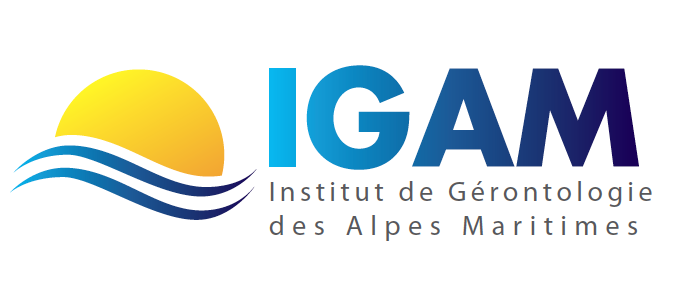 IGAM
Institut de Gérontologie
des Alpes Maritimes